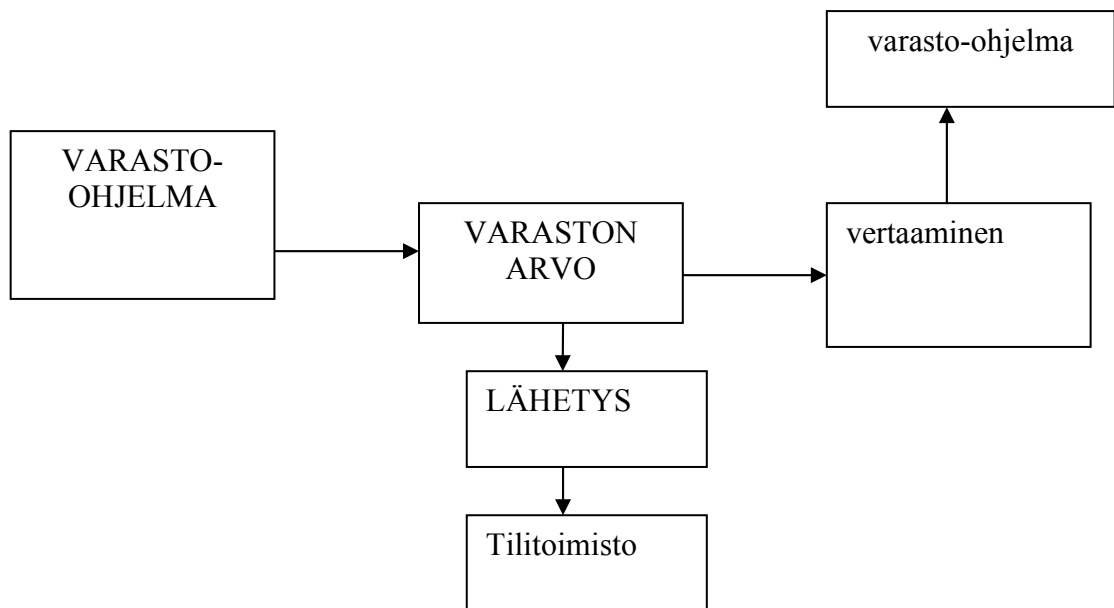 varasto-ohjelma
VARASTO-
OHJELMA
VARASTON
ARVO
vertaaminen
LÄHETYS
Tilitoimisto